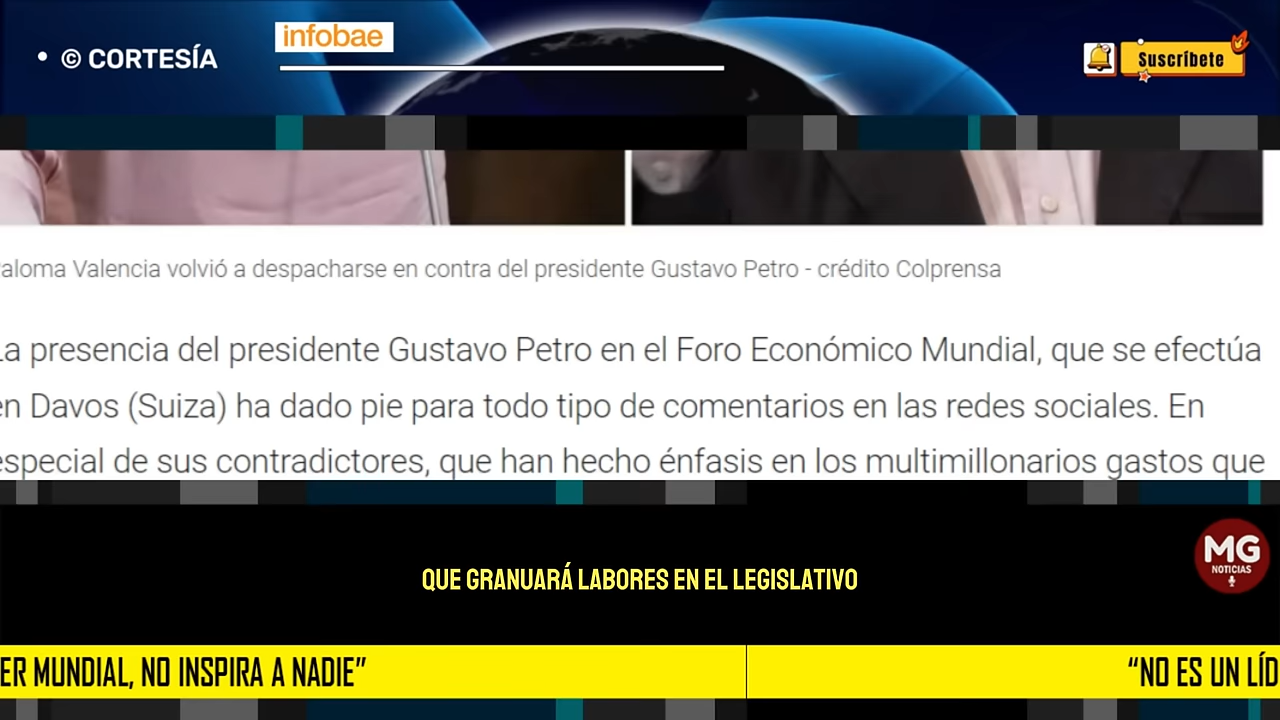 • © CORTESÍA
infobae
Suscríbete
aloma Valencia volvió a despacharse en contra del presidente Gustavo Petro - crédito Colprensa
La presencia del presidente Gustavo Petro en el Foro Económico Mundial, que se efectúa
en Davos (Suiza) ha dado pie para todo tipo de comentarios en las redes sociales. En
especial de sus contradictores, que han hecho énfasis en los multimillonarios gastos que
MG
NOTICIAS
QUE GRANUARÁ LABORES EN EL LEGISLATIVO
ER MUNDIAL, NO INSPIRA A NADIE”
“NO ES UN LÍD